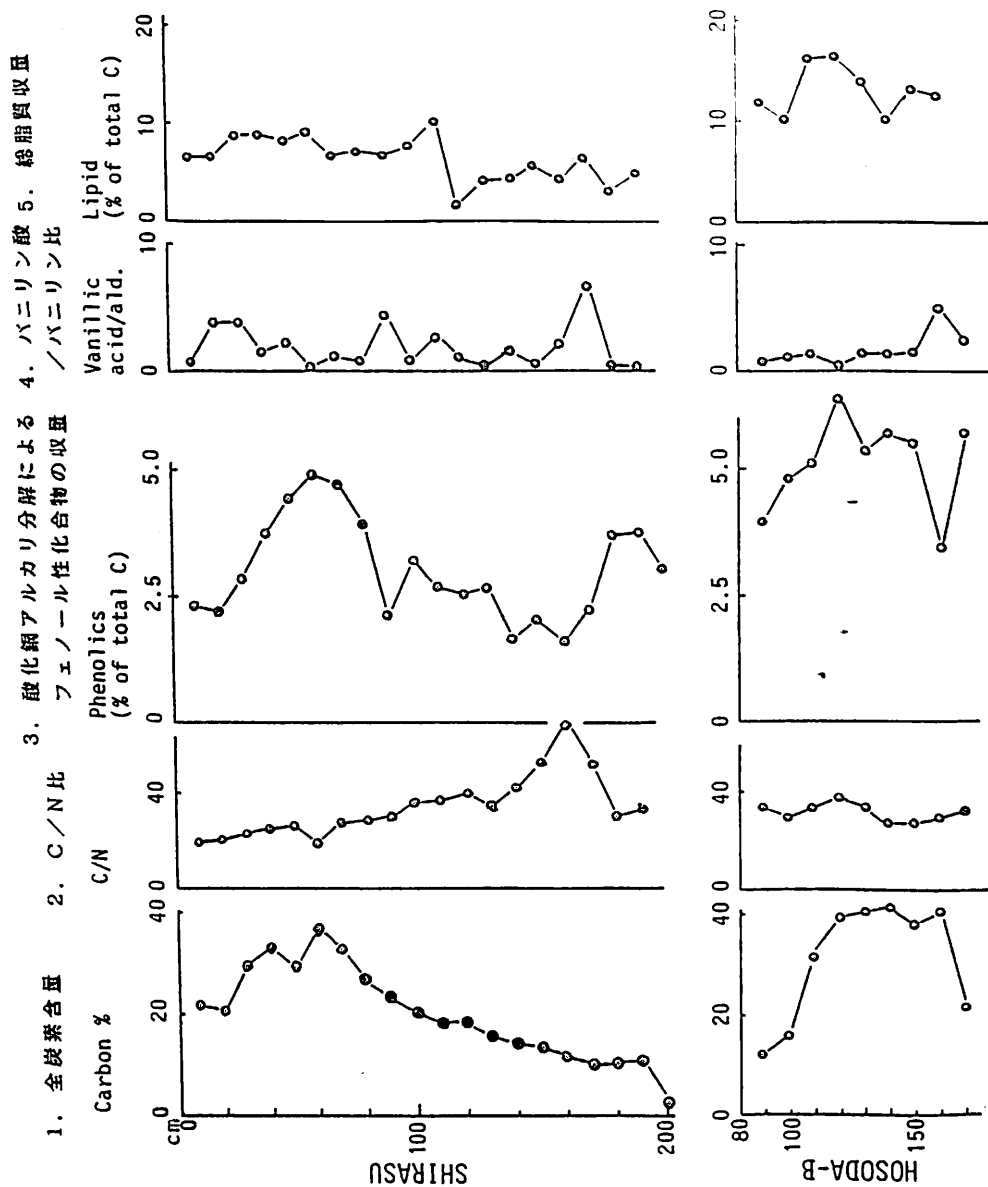 1. 全炭素含量
2. C/N比
3. 酸化銅アルカリ分解による
フェノール性化合物の収量
4. バニリン酸
/バニリン比
5. 総脂質収量
Carbon %
C/N
Phenolics
(% of total C)
Vanillic
acid/ald.
Lipid
(% of total C)
0 20 40
0 40
0 2.5 5.0
0 10
0 10 20
cm
0
100
200
SHIRASU
0 20 40
0 40
0 2.5 5.0
0 10
0 10 20
80
100
150
HOSODA-B